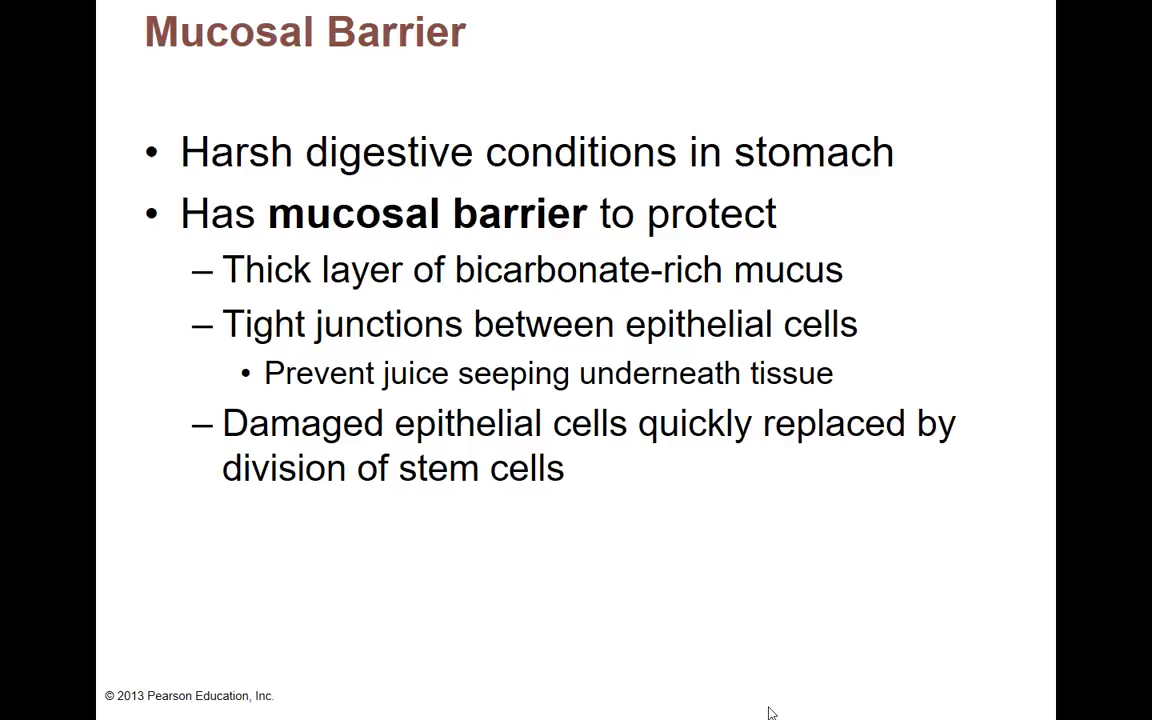 Mucosal Barrier
• Harsh digestive conditions in stomach
• Has mucosal barrier to protect
– Thick layer of bicarbonate-rich mucus
– Tight junctions between epithelial cells
• Prevent juice seeping underneath tissue
– Damaged epithelial cells quickly replaced by
division of stem cells
© 2013 Pearson Education, Inc.